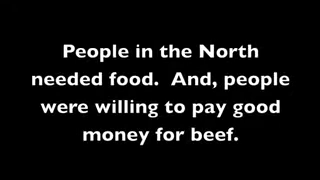 People in the North
needed food.  And, people
were willing to pay good
money for beef.